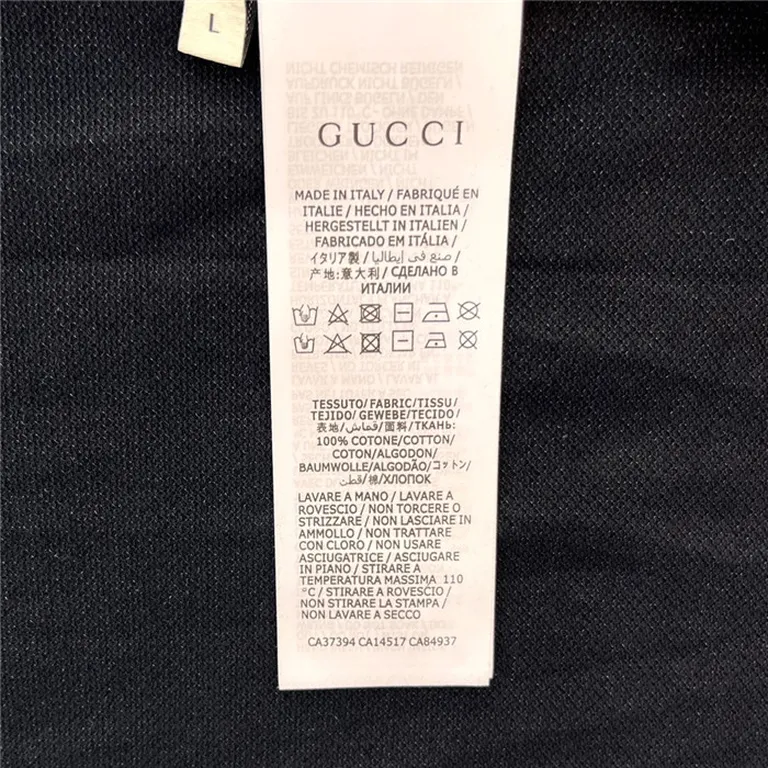 L
GUCCI
MADE IN ITALY / FABRIQUÉ EN
ITALIE / HECHO EN ITALIA /
HERGESTELLT IN ITALIEN /
FABRICADO EM ITÁLIA /
イタリア製 / صنع في إيطاليا /
产地:意大利 / СДЕЛАНО В
ИТАЛИИ
TESSUTO/FABRIC/TISSU/
TEJIDO/ GEWEBE/TECIDO/
表地/قماش/面料/ТКАНЬ:
100% COTONE/COTTON/
COTON/ALGODON/
BAUMWOLLE/ALGODÃO/コットン/
قطن/棉/ХЛОПОК
LAVARE A MANO / LAVARE A
ROVESCIO / NON TORCERE O
STRIZZARE / NON LASCIARE IN
AMMOLLO / NON TRATTARE
CON CLORO / NON USARE
ASCIUGATRICE / ASCIUGARE
IN PIANO / STIRARE A
TEMPERATURA MASSIMA 110
°C / STIRARE A ROVESCIO /
NON STIRARE LA STAMPA /
NON LAVARE A SECCO
CA37394 CA14517 CA84937